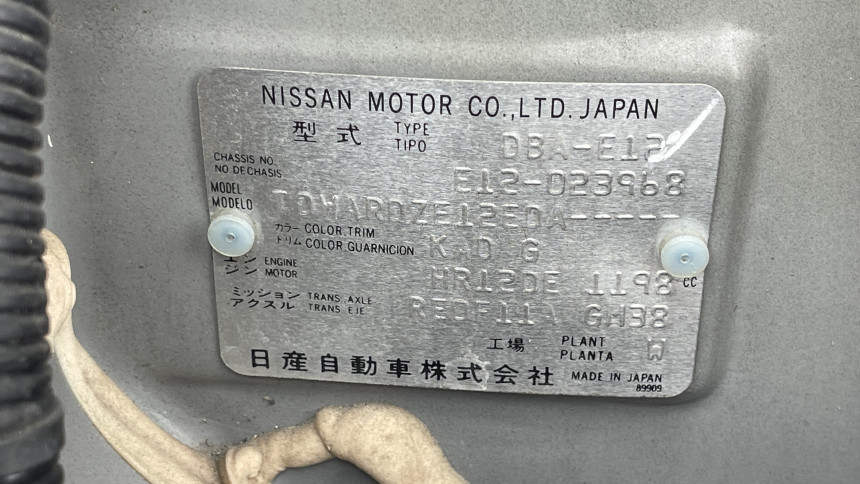 NISSAN MOTOR CO.,LTD. JAPAN
型式 TYPE TIPO DBA-E12
CHASSIS NO. NO DE CHASIS E12-023968
MODEL MODELO
カラー COLOR.TRIM
トリム COLOR.GUARNICION KAD G
エンジン ENGINE MOTOR HR12DE 1198 CC
ミッション TRANS.AXLE
アクスル TRANS EJE RE0F11A GH38
工場 PLANT PLANTA W
日産自動車株式会社 MADE IN JAPAN
89909